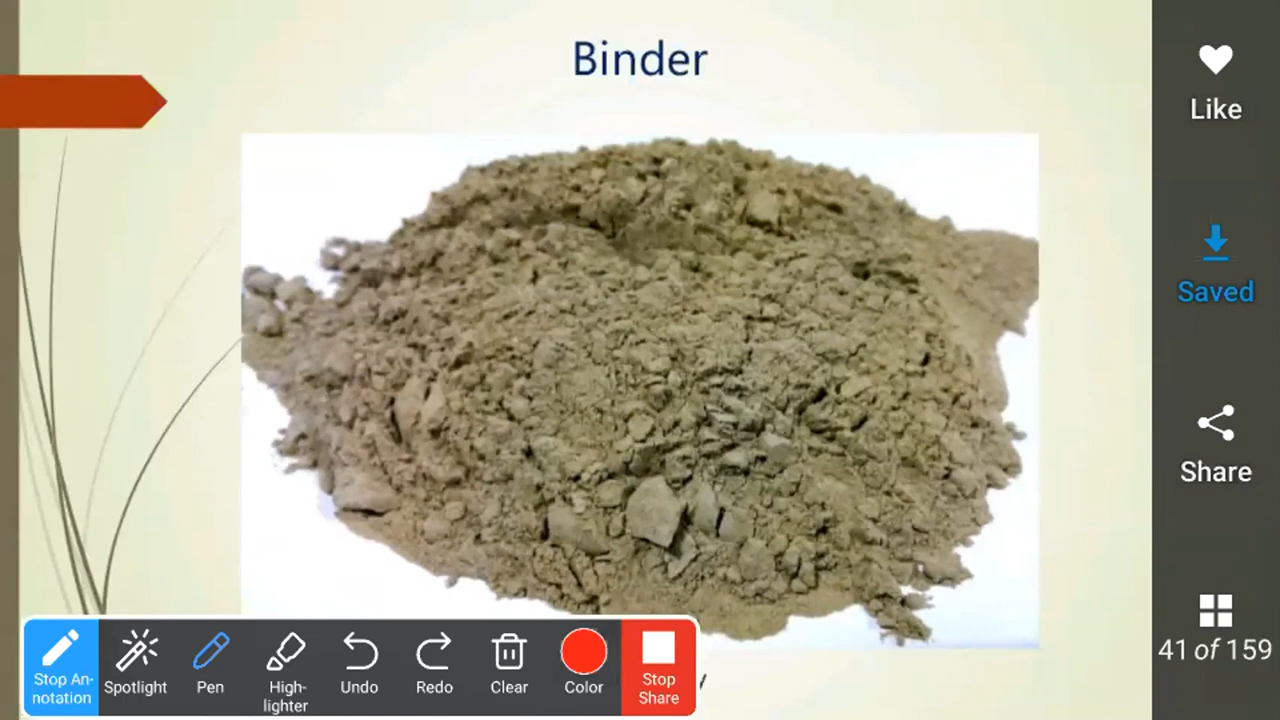 Binder
Like
Saved
Share
41 of 159
Stop An-
notation
Spotlight
Pen
High-
lighter
Undo
Redo
Clear
Color
Stop
Share